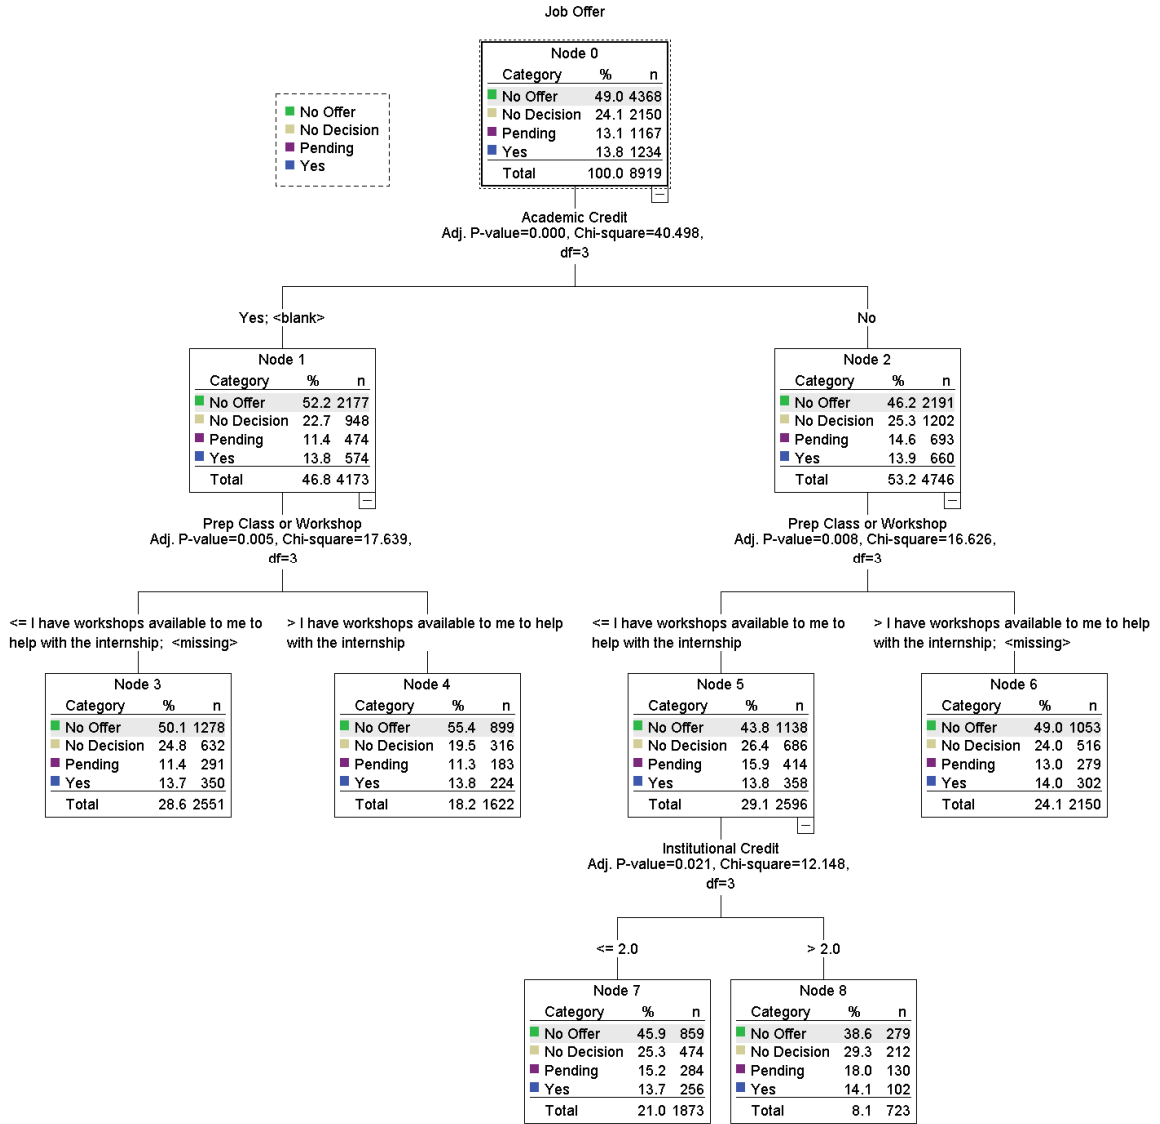 Job Offer
No Offer
No Decision
Pending
Yes
Node 0
Category % n
No Offer 49.0 4368
No Decision 24.1 2150
Pending 13.1 1167
Yes 13.8 1234
Total 100.0 8919
Academic Credit
Adj. P-value=0.000, Chi-square=40.498,
df=3
Yes; <blank>
No
Node 1
Category % n
No Offer 52.2 2177
No Decision 22.7 948
Pending 11.4 474
Yes 13.8 574
Total 46.8 4173
Node 2
Category % n
No Offer 46.2 2191
No Decision 25.3 1202
Pending 14.6 693
Yes 13.9 660
Total 53.2 4746
Prep Class or Workshop
Adj. P-value=0.005, Chi-square=17.639,
df=3
Prep Class or Workshop
Adj. P-value=0.008, Chi-square=16.626,
df=3
<= I have workshops available to me to
help with the internship; <missing>
> I have workshops available to me to help
with the internship
<= I have workshops available to me to
help with the internship
> I have workshops available to me to help
with the internship; <missing>
Node 3
Category % n
No Offer 50.1 1278
No Decision 24.8 632
Pending 11.4 291
Yes 13.7 350
Total 28.6 2551
Node 4
Category % n
No Offer 55.4 899
No Decision 19.5 316
Pending 11.3 183
Yes 13.8 224
Total 18.2 1622
Node 5
Category % n
No Offer 43.8 1138
No Decision 26.4 686
Pending 15.9 414
Yes 13.8 358
Total 29.1 2596
Node 6
Category % n
No Offer 49.0 1053
No Decision 24.0 516
Pending 13.0 279
Yes 14.0 302
Total 24.1 2150
Institutional Credit
Adj. P-value=0.021, Chi-square=12.148,
df=3
<= 2.0
> 2.0
Node 7
Category % n
No Offer 45.9 859
No Decision 25.3 474
Pending 15.2 284
Yes 13.7 256
Total 21.0 1873
Node 8
Category % n
No Offer 38.6 279
No Decision 29.3 212
Pending 18.0 130
Yes 14.1 102
Total 8.1 723